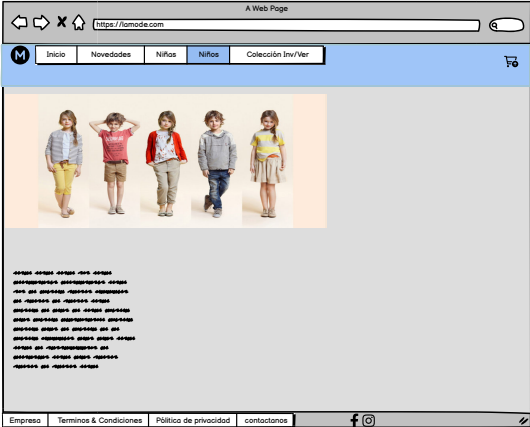 A Web Page
https://lamode.com
M
Inicio Novedades Niñas Niños Colección Inv/Ver
Empresa Terminos & Condiciones Política de privacidad contactanos